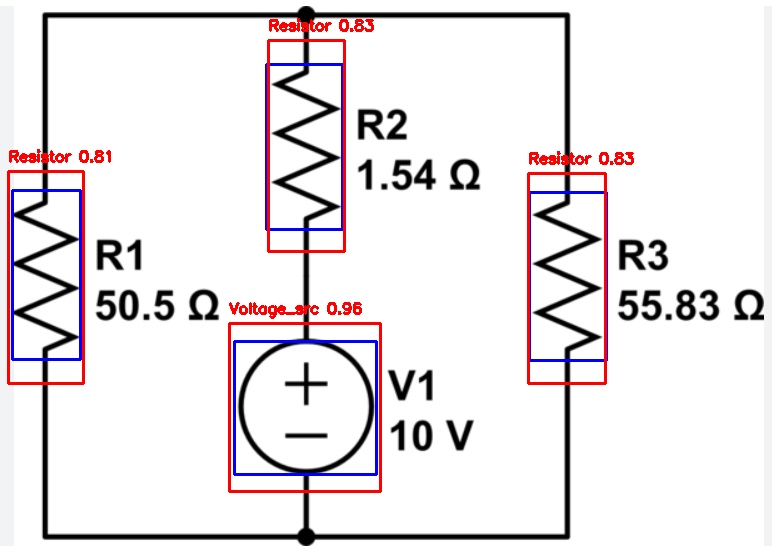 Resistor 0.83
R2
1.54 Ω
Resistor 0.81
Resistor 0.83
R1
50.5 Ω
R3
55.83 Ω
Voltage_src 0.96
+
−
V1
10 V